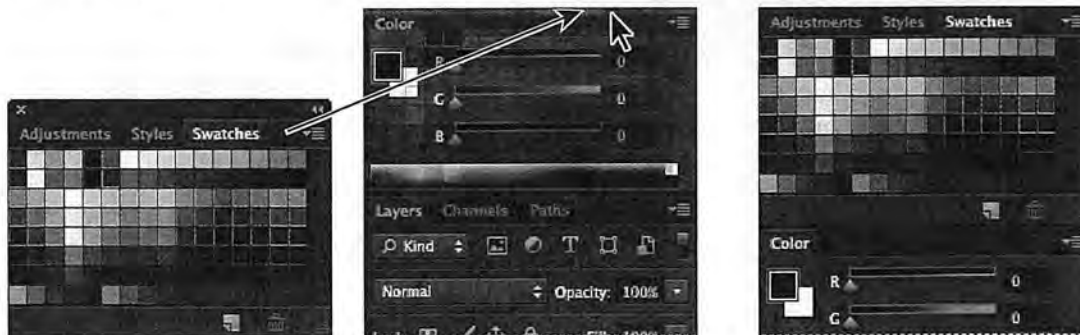 Adjustments Styles Swatches
Color
R 0
G 0
B 0
Layers Channels Paths
Kind
Normal Opacity: 100%
Adjustments Styles Swatches
Color
R 0
G 0